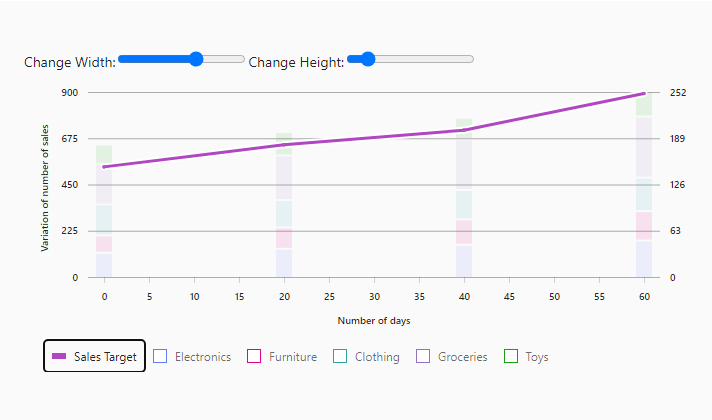 Change Width: Change Height:
900 252
675 189
450 126
225 63
0 0
Variation of number of sales
0 5 10 15 20 25 30 35 40 45 50 55 60
Number of days
Sales Target Electronics Furniture Clothing Groceries Toys